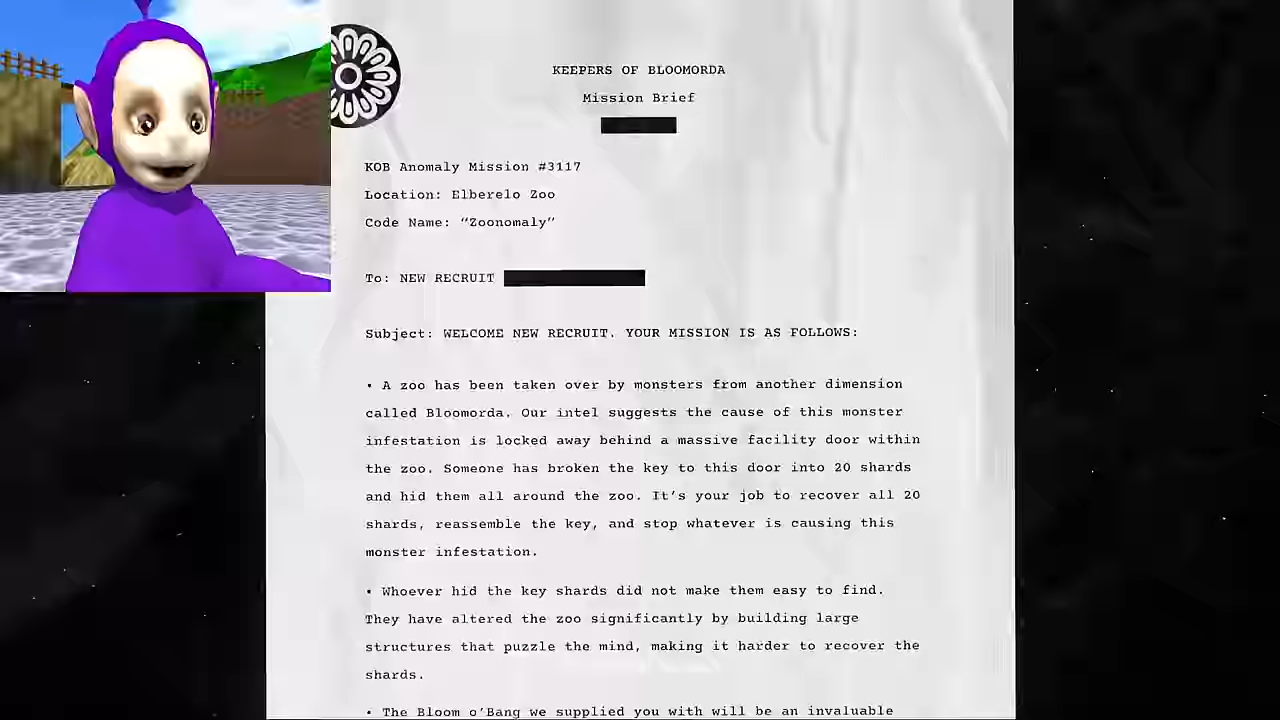 KEEPERS OF BLOOMORDA
Mission Brief
KOB Anomaly Mission #3117
Location: Elberelo Zoo
Code Name: “Zoonomaly”
To: NEW RECRUIT
Subject: WELCOME NEW RECRUIT. YOUR MISSION IS AS FOLLOWS:
• A zoo has been taken over by monsters from another dimension
called Bloomorda. Our intel suggests the cause of this monster
infestation is locked away behind a massive facility door within
the zoo. Someone has broken the key to this door into 20 shards
and hid them all around the zoo. It’s your job to recover all 20
shards, reassemble the key, and stop whatever is causing this
monster infestation.
• Whoever hid the key shards did not make them easy to find.
They have altered the zoo significantly by building large
structures that puzzle the mind, making it harder to recover the
shards.
• The Bloom o’Bang we supplied you with will be an invaluable